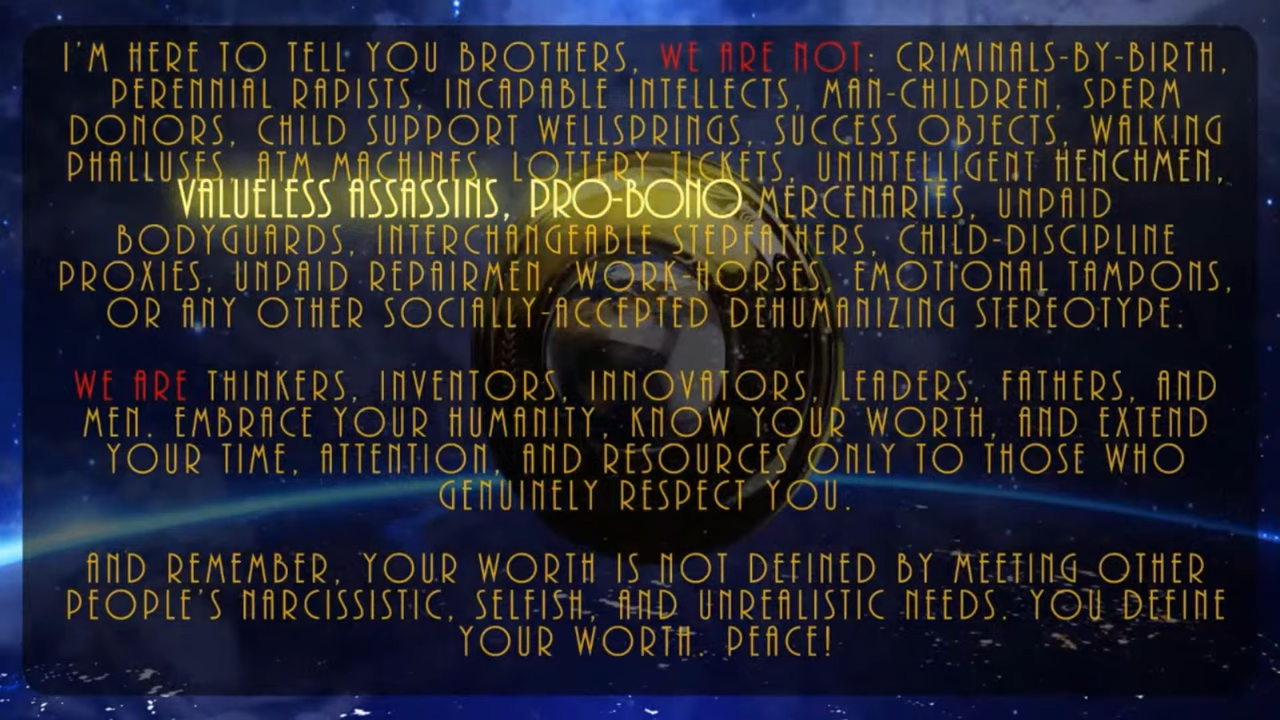 I'M HERE TO TELL YOU BROTHERS, WE ARE NOT: CRIMINALS-BY-BIRTH,
PERENNIAL RAPISTS, INCAPABLE INTELLECTS, MAN-CHILDREN, SPERM
DONORS, CHILD SUPPORT WELLSPRINGS, SUCCESS OBJECTS, WALKING
PHALLUSES, ATM MACHINES, LOTTERY TICKETS, UNINTELLIGENT HENCHMEN,
VALUELESS ASSASSINS, PRO-BONO MERCENARIES, UNPAID
BODYGUARDS, INTERCHANGEABLE STEPFATHERS, CHILD-DISCIPLINE
PROXIES, UNPAID REPAIRMEN, WORK HORSES, EMOTIONAL TAMPONS,
OR ANY OTHER SOCIALLY-ACCEPTED DEHUMANIZING STEREOTYPE.
WE ARE THINKERS, INVENTORS, INNOVATORS, LEADERS, FATHERS, AND
MEN. EMBRACE YOUR HUMANITY, KNOW YOUR WORTH, AND EXTEND
YOUR TIME, ATTENTION, AND RESOURCES ONLY TO THOSE WHO
GENUINELY RESPECT YOU.
AND REMEMBER, YOUR WORTH IS NOT DEFINED BY MEETING OTHER
PEOPLE'S NARCISSISTIC, SELFISH, AND UNREALISTIC NEEDS. YOU DEFINE
YOUR WORTH. PEACE!